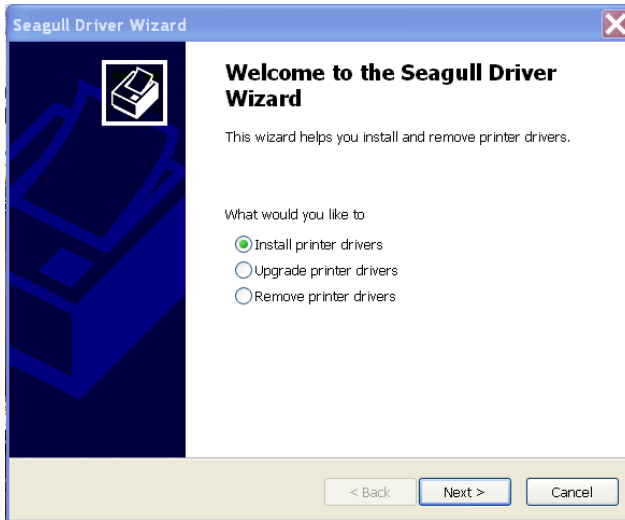 Seagull Driver Wizard
Welcome to the Seagull Driver
Wizard
This wizard helps you install and remove printer drivers.
What would you like to
Install printer drivers
Upgrade printer drivers
Remove printer drivers
< Back Next > Cancel